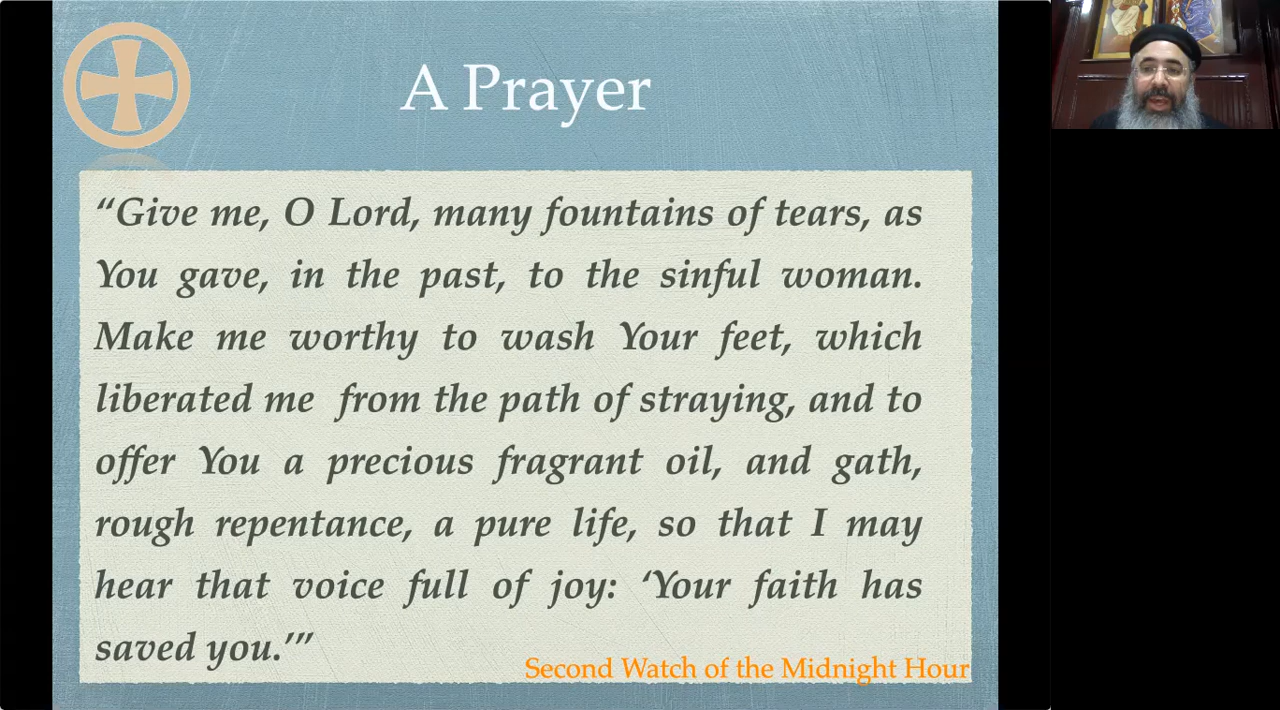 A Prayer
“Give me, O Lord, many fountains of tears, as
You gave, in the past, to the sinful woman.
Make me worthy to wash Your feet, which
liberated me from the path of straying, and to
offer You a precious fragrant oil, and gath,
rough repentance, a pure life, so that I may
hear that voice full of joy: ‘Your faith has
saved you.’”
Second Watch of the Midnight Hour